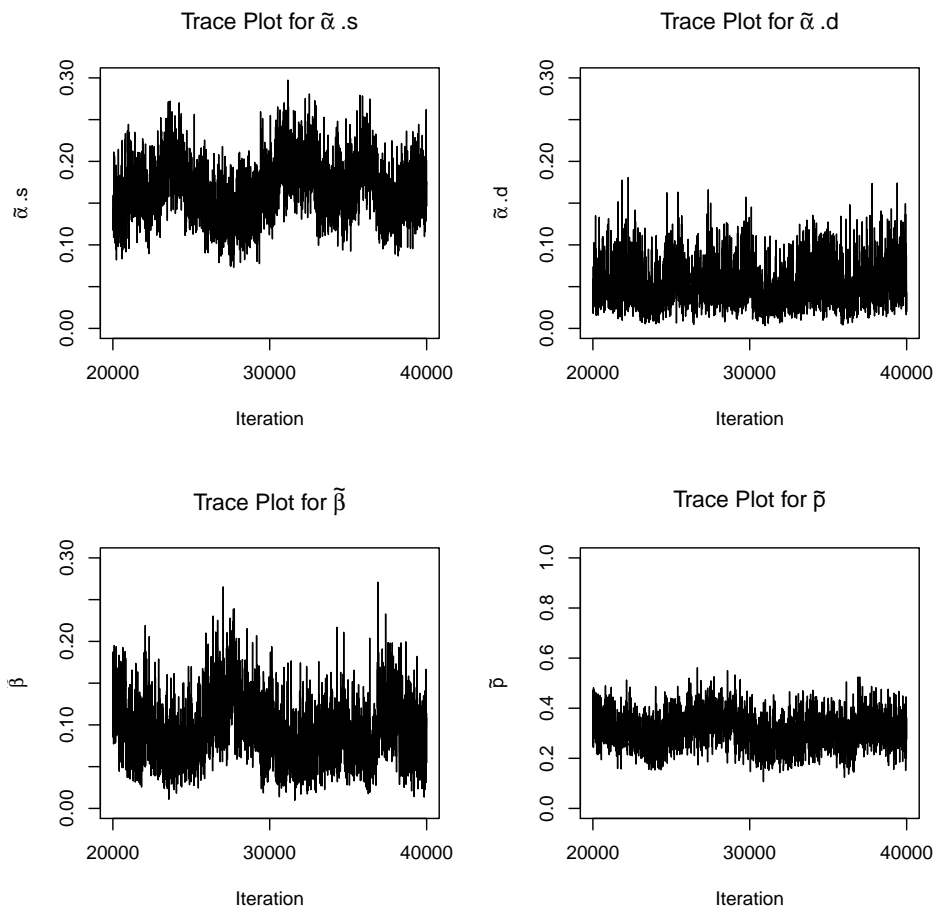 Trace Plot for α̃ .s
0.30
0.20
0.10
0.00
α̃ .s
20000 30000 40000
Iteration
Trace Plot for α̃ .d
0.30
0.20
0.10
0.00
α̃ .d
20000 30000 40000
Iteration
Trace Plot for β̃
0.30
0.20
0.10
0.00
β̃
20000 30000 40000
Iteration
Trace Plot for p̃
1.0
0.8
0.6
0.4
0.2
0.0
p̃
20000 30000 40000
Iteration